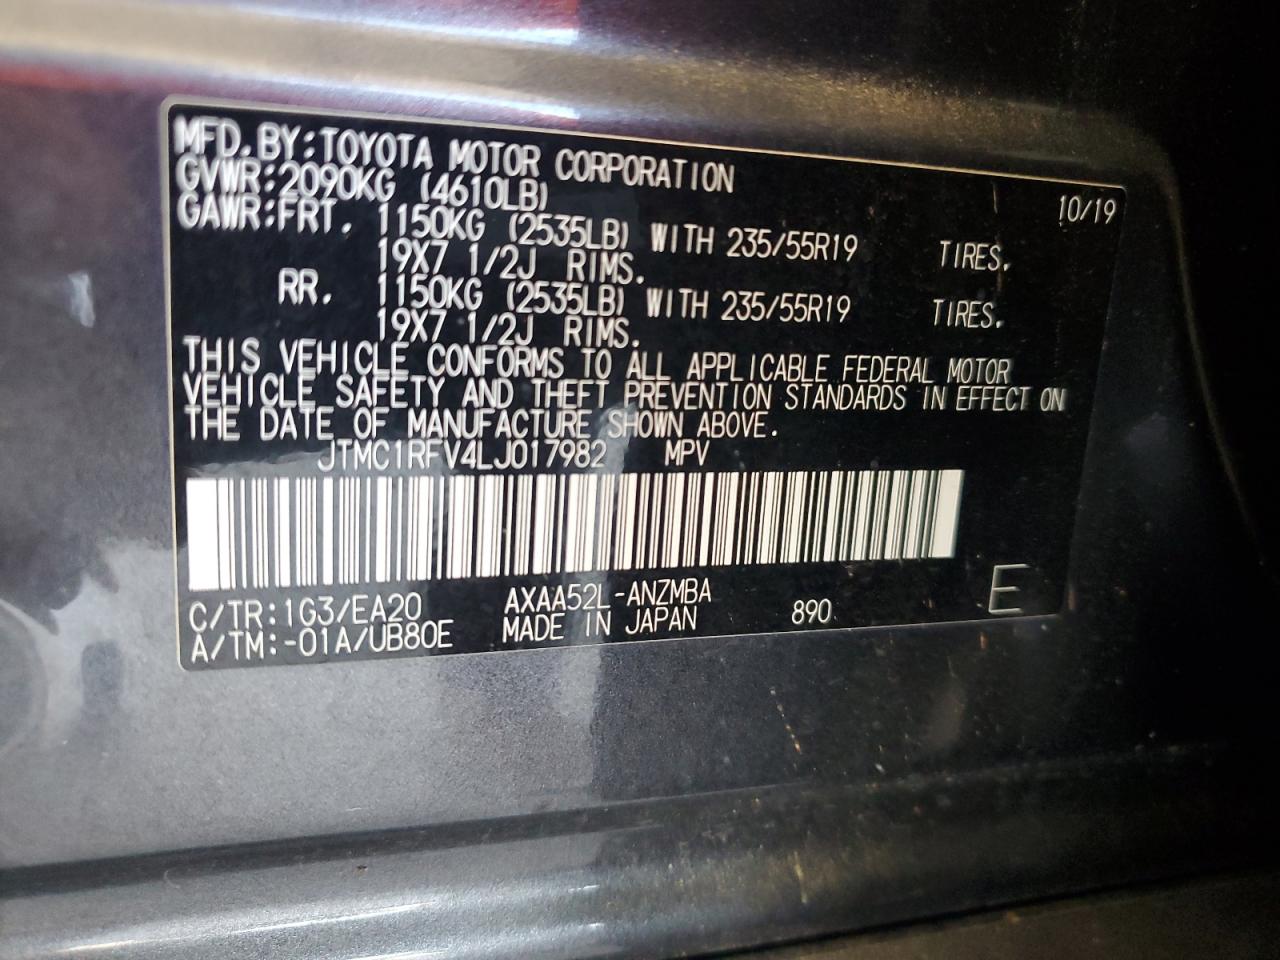 MFD.BY:TOYOTA MOTOR CORPORATION 10/19
GVWR:2090KG (4610LB)
GAWR:FRT. 1150KG (2535LB) WITH 235/55R19 TIRES.
19X7 1/2J RIMS.
RR. 1150KG (2535LB) WITH 235/55R19 TIRES.
19X7 1/2J RIMS.
THIS VEHICLE CONFORMS TO ALL APPLICABLE FEDERAL MOTOR
VEHICLE SAFETY AND THEFT PREVENTION STANDARDS IN EFFECT ON
THE DATE OF MANUFACTURE SHOWN ABOVE.
JTMC1RFV4LJ017982 MPV
C/TR:1G3/EA20 AXAA52L-ANZMBA
A/TM:-01A/UB80E MADE IN JAPAN 890 E